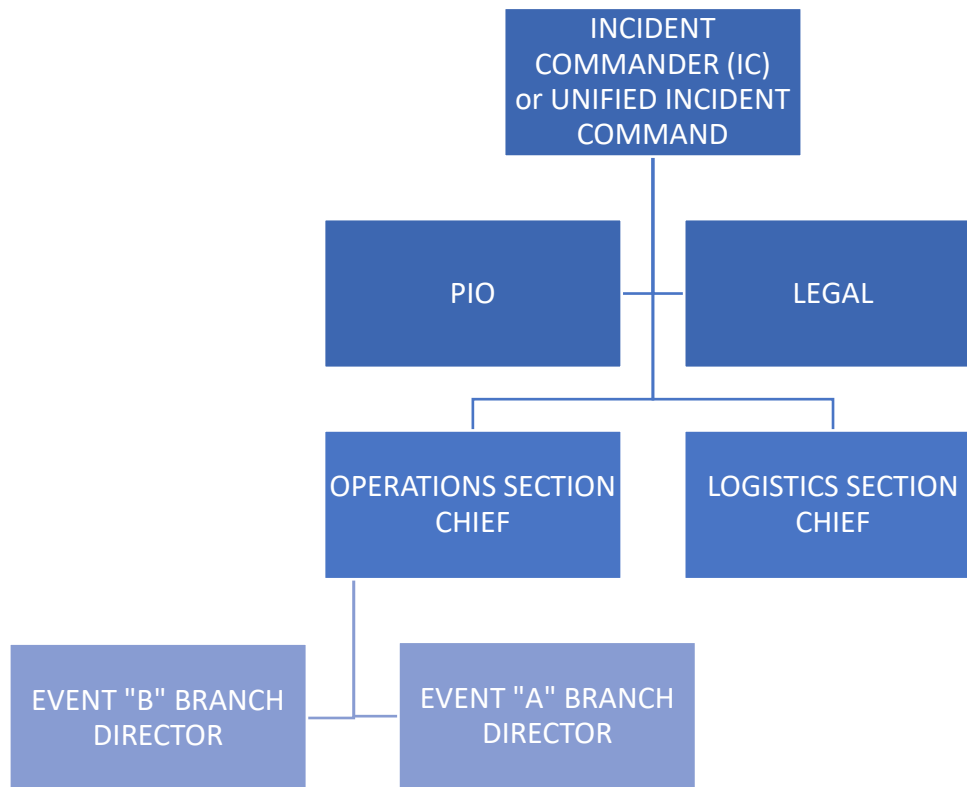 INCIDENT
COMMANDER (IC)
or UNIFIED INCIDENT
COMMAND
PIO
LEGAL
OPERATIONS SECTION
CHIEF
LOGISTICS SECTION
CHIEF
EVENT "B" BRANCH
DIRECTOR
EVENT "A" BRANCH
DIRECTOR